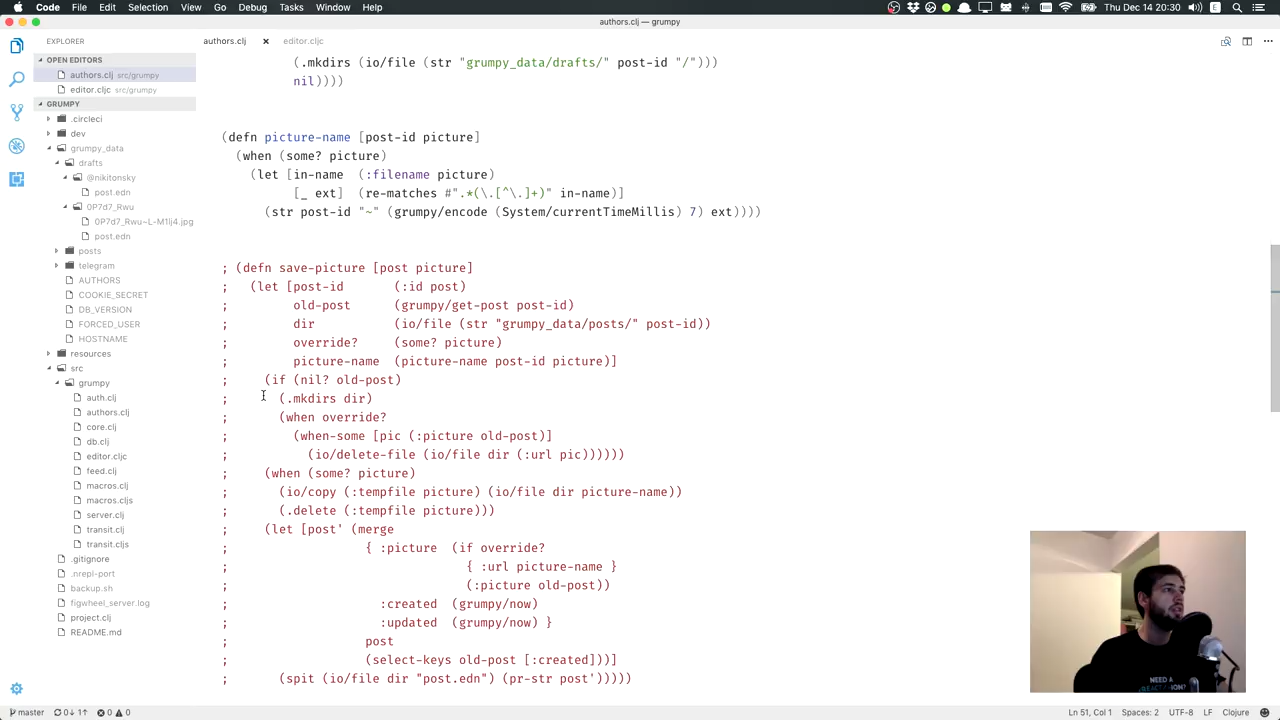 Code File Edit Selection View Go Debug Tasks Window Help
Thu Dec 14 20:30
E
authors.clj — grumpy
EXPLORER
authors.clj
editor.cljc
OPEN EDITORS
authors.clj src/grumpy
editor.cljc src/grumpy
GRUMPY
.circleci
dev
grumpy_data
drafts
@nikitonsky
post.edn
0P7d7_Rwu
0P7d7_Rwu~L-M1lj4.jpg
post.edn
posts
telegram
AUTHORS
COOKIE_SECRET
DB_VERSION
FORCED_USER
HOSTNAME
resources
src
grumpy
auth.clj
authors.clj
core.clj
db.clj
editor.cljc
feed.clj
macros.clj
macros.cljs
server.clj
transit.clj
transit.cljs
.gitignore
.nrepl-port
backup.sh
figwheel_server.log
project.clj
README.md
(.mkdirs (io/file (str "grumpy_data/drafts/" post-id "/")))
nil))))
(defn picture-name [post-id picture]
(when (some? picture)
(let [in-name (:filename picture)
[_ ext] (re-matches #".*(\.[^\.]+)" in-name)]
(str post-id "~" (grumpy/encode (System/currentTimeMillis) 7) ext))))
; (defn save-picture [post picture]
; (let [post-id (:id post)
; old-post (grumpy/get-post post-id)
; dir (io/file (str "grumpy_data/posts/" post-id))
; override? (some? picture)
; picture-name (picture-name post-id picture)]
; (if (nil? old-post)
; (.mkdirs dir)
; (when override?
; (when-some [pic (:picture old-post)]
; (io/delete-file (io/file dir (:url pic))))))
; (when (some? picture)
; (io/copy (:tempfile picture) (io/file dir picture-name))
; (.delete (:tempfile picture)))
; (let [post' (merge
; { :picture (if override?
; { :url picture-name }
; (:picture old-post))
; :created (grumpy/now)
; :updated (grumpy/now) }
; post
; (select-keys old-post [:created]))]
; (spit (io/file dir "post.edn") (pr-str post')))))
NEED A
master 0↓ 1↑ 0 0
Ln 51, Col 1 Spaces: 2 UTF-8 LF Clojure